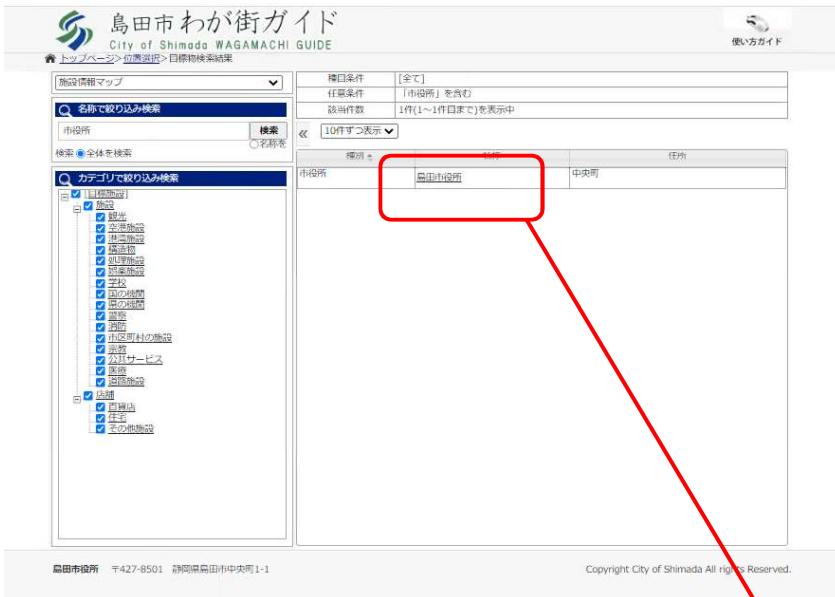 島田市わが街ガイド
City of Shimada WAGAMACHI GUIDE
使い方ガイド
トップページ>位置選択>目標物検索結果
施設情報マップ
名称で絞り込み検索
市役所
検索
○名称を
検索 全体を検索
カテゴリで絞り込み検索
[目標施設]
施設
観光
空港施設
港湾施設
構造物
処理施設
娯楽施設
学校
国の機関
県の機関
警察
消防
市区町村の施設
宗教
公共サービス
医療
道路施設
店舗
百貨店
住宅
その他施設
種目条件 [全て]
任意条件 「市役所」を含む
該当件数 1件(1～1件目まで)を表示中
≪ 10件ずつ表示
種別 名称 住所
市役所 島田市役所 中央町
島田市役所 〒427-8501 静岡県島田市中央町1-1
Copyright City of Shimada All rights Reserved.